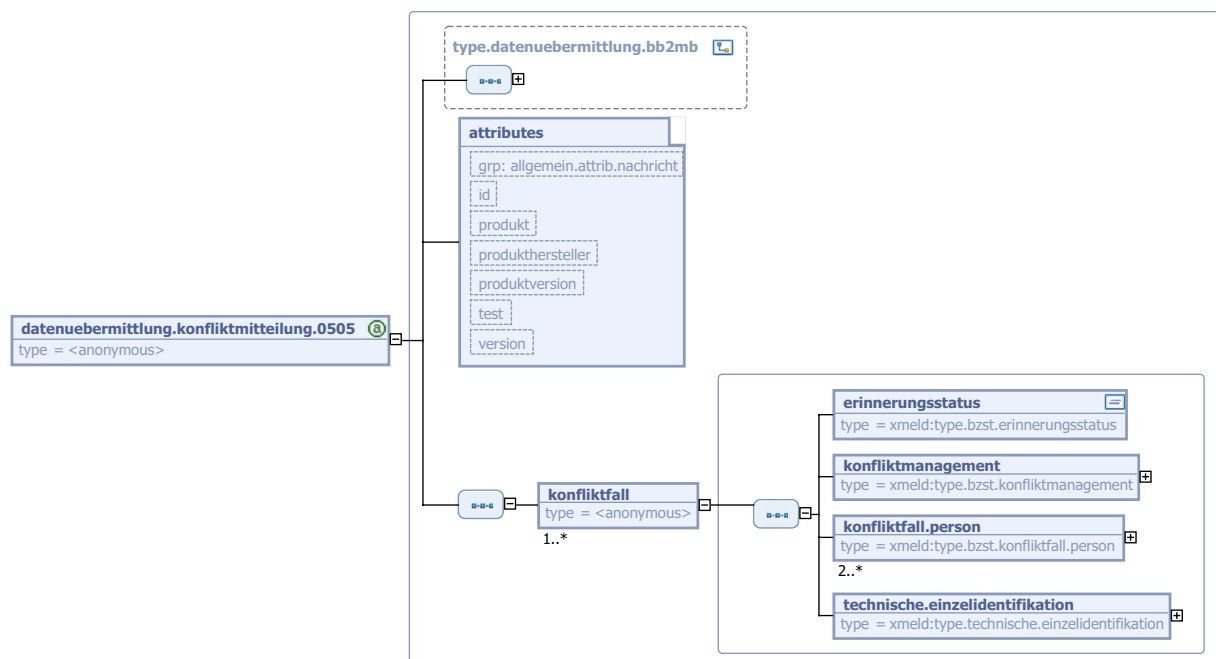 type.datenuebermittlung.bb2mb
attributes
grp: allgemein.attrib.nachricht
id
produkt
produkthersteller
produktversion
test
version
datenuebermittlung.konfliktmitteilung.0505
type = <anonymous>
konfliktfall
type = <anonymous>
1..*
erinnerungsstatus
type = xmeld:type.bzst.erinnerungsstatus
konfliktmanagement
type = xmeld:type.bzst.konfliktmanagement
konfliktfall.person
type = xmeld:type.bzst.konfliktfall.person
2..*
technische.einzelidentifikation
type = xmeld:type.technische.einzelidentifikation